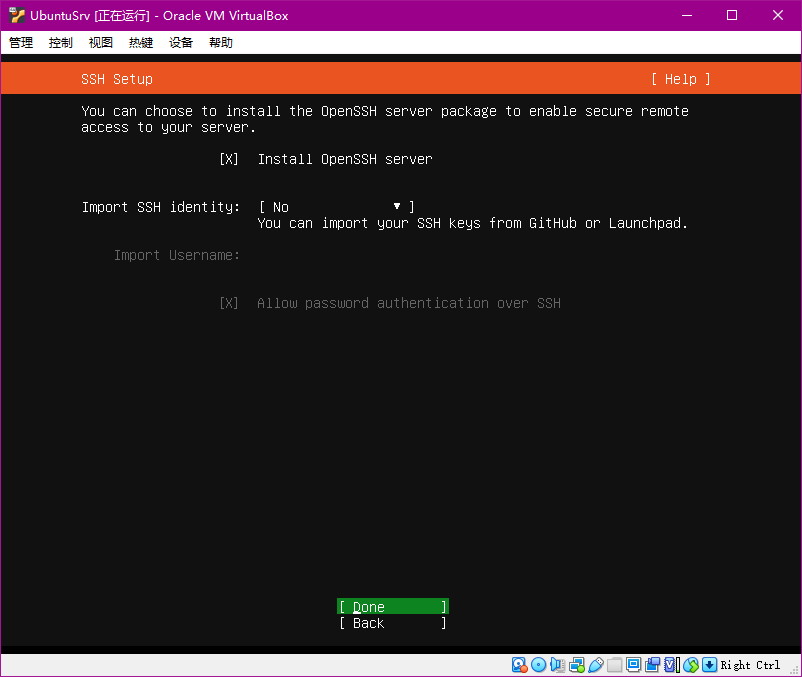 UbuntuSrv [正在运行] - Oracle VM VirtualBox
管理 控制 视图 热键 设备 帮助
SSH Setup [ Help ]
You can choose to install the OpenSSH server package to enable secure remote
access to your server.
[X] Install OpenSSH server
Import SSH identity: [ No ▼ ]
You can import your SSH keys from GitHub or Launchpad.
Import Username:
[X] Allow password authentication over SSH
[ Done ]
[ Back ]
Right Ctrl